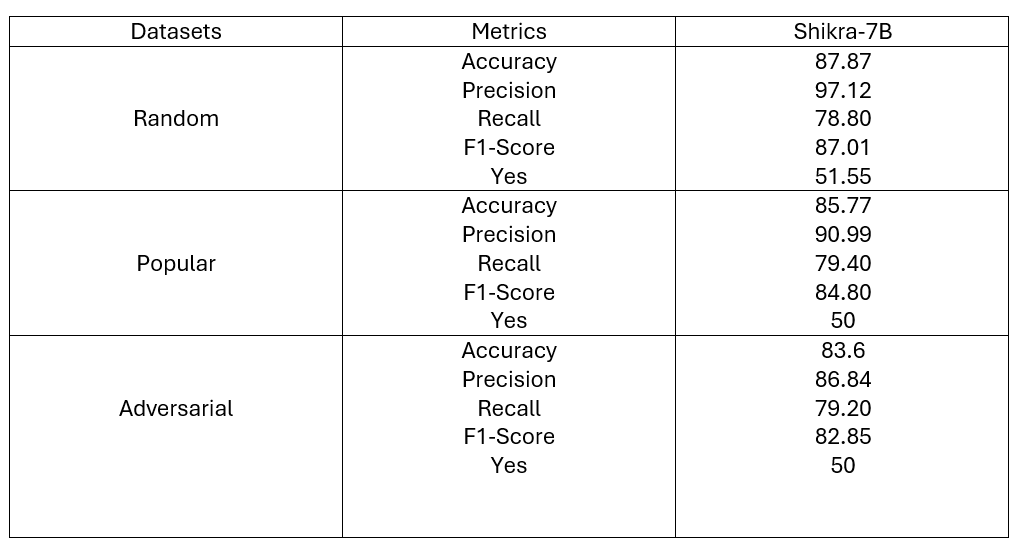 Datasets Metrics Shikra-7B
Accuracy 87.87
Precision 97.12
Random Recall 78.80
F1-Score 87.01
Yes 51.55
Accuracy 85.77
Precision 90.99
Popular Recall 79.40
F1-Score 84.80
Yes 50
Accuracy 83.6
Precision 86.84
Adversarial Recall 79.20
F1-Score 82.85
Yes 50